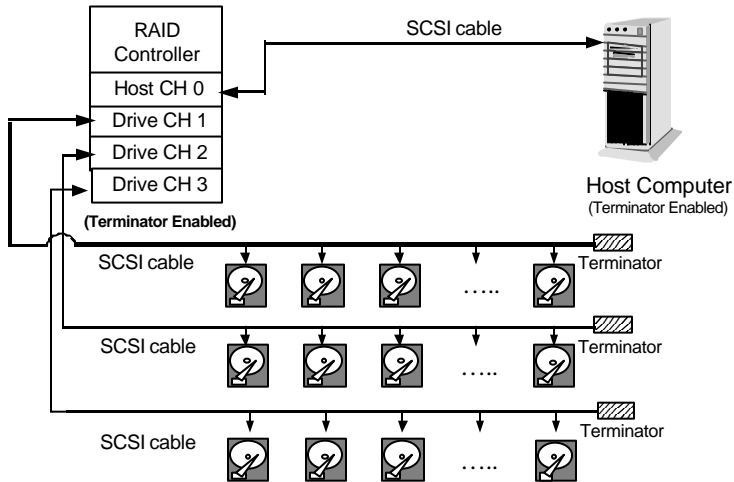 RAID
Controller
Host CH 0
Drive CH 1
Drive CH 2
Drive CH 3
(Terminator Enabled)
SCSI cable
Host Computer
(Terminator Enabled)
SCSI cable
…..
Terminator
SCSI cable
…..
Terminator
SCSI cable
…..
Terminator